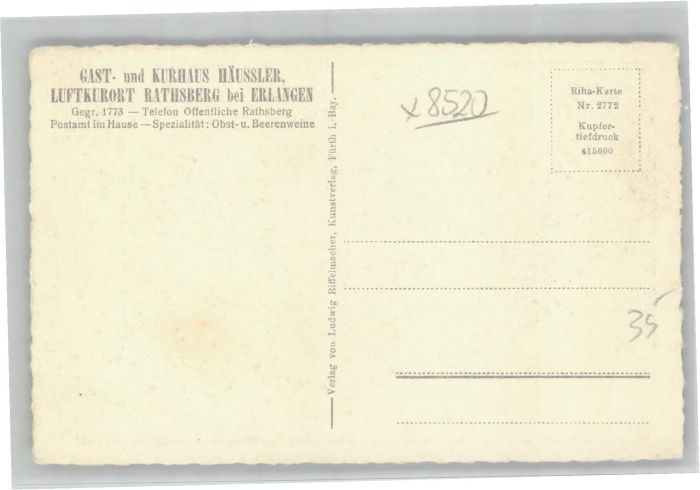 GAST- und KURHAUS HÄUSSLER,
LUFTKURORT RATHSBERG bei ERLANGEN
Gegr. 1773 — Telefon Öffentliche Rathsberg
Postamt im Hause — Spezialität: Obst- u. Beerenweine
Verlag von Ludwig Riffelmacher, Kunstverlag, Fürth i. Bay.
x 8520
Riha-Karte
Nr. 2772
Kupfer-
tiefdruck
415600
35